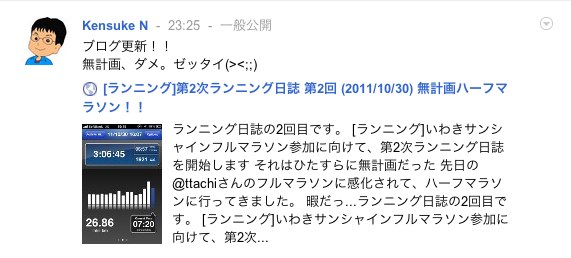 Kensuke N - 23:25 - 一般公開
ブログ更新！！
無計画、ダメ。ゼッタイ(><;;)
[ランニング]第2次ランニング日誌 第2回 (2011/10/30) 無計画ハーフマ
ラソン！！
ランニング日誌の2回目です。 [ランニング]いわきサンシ
ャインフルマラソン参加に向けて、第2次ランニング日誌
を開始します それはひたすらに無計画だった 先日の
@ttachiさんのフルマラソンに感化されて、ハーフマラソ
ンに行ってきました。 暇だっ...ランニング日誌の2回目で
す。 [ランニング]いわきサンシャインフルマラソン参加に
向けて、第2次...
3:06:45
26.86
07:20